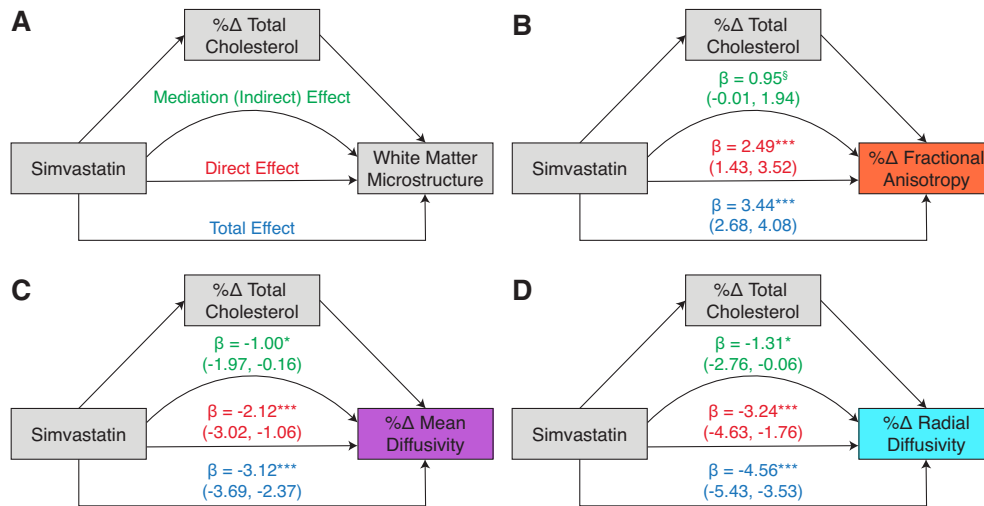 A
%Δ Total
Cholesterol
Mediation (Indirect) Effect
Simvastatin
Direct Effect
White Matter
Microstructure
Total Effect
B
%Δ Total
Cholesterol
β = 0.95§
(-0.01, 1.94)
Simvastatin
β = 2.49***
(1.43, 3.52)
%Δ Fractional
Anisotropy
β = 3.44***
(2.68, 4.08)
C
%Δ Total
Cholesterol
β = -1.00*
(-1.97, -0.16)
Simvastatin
β = -2.12***
(-3.02, -1.06)
%Δ Mean
Diffusivity
β = -3.12***
(-3.69, -2.37)
D
%Δ Total
Cholesterol
β = -1.31*
(-2.76, -0.06)
Simvastatin
β = -3.24***
(-4.63, -1.76)
%Δ Radial
Diffusivity
β = -4.56***
(-5.43, -3.53)